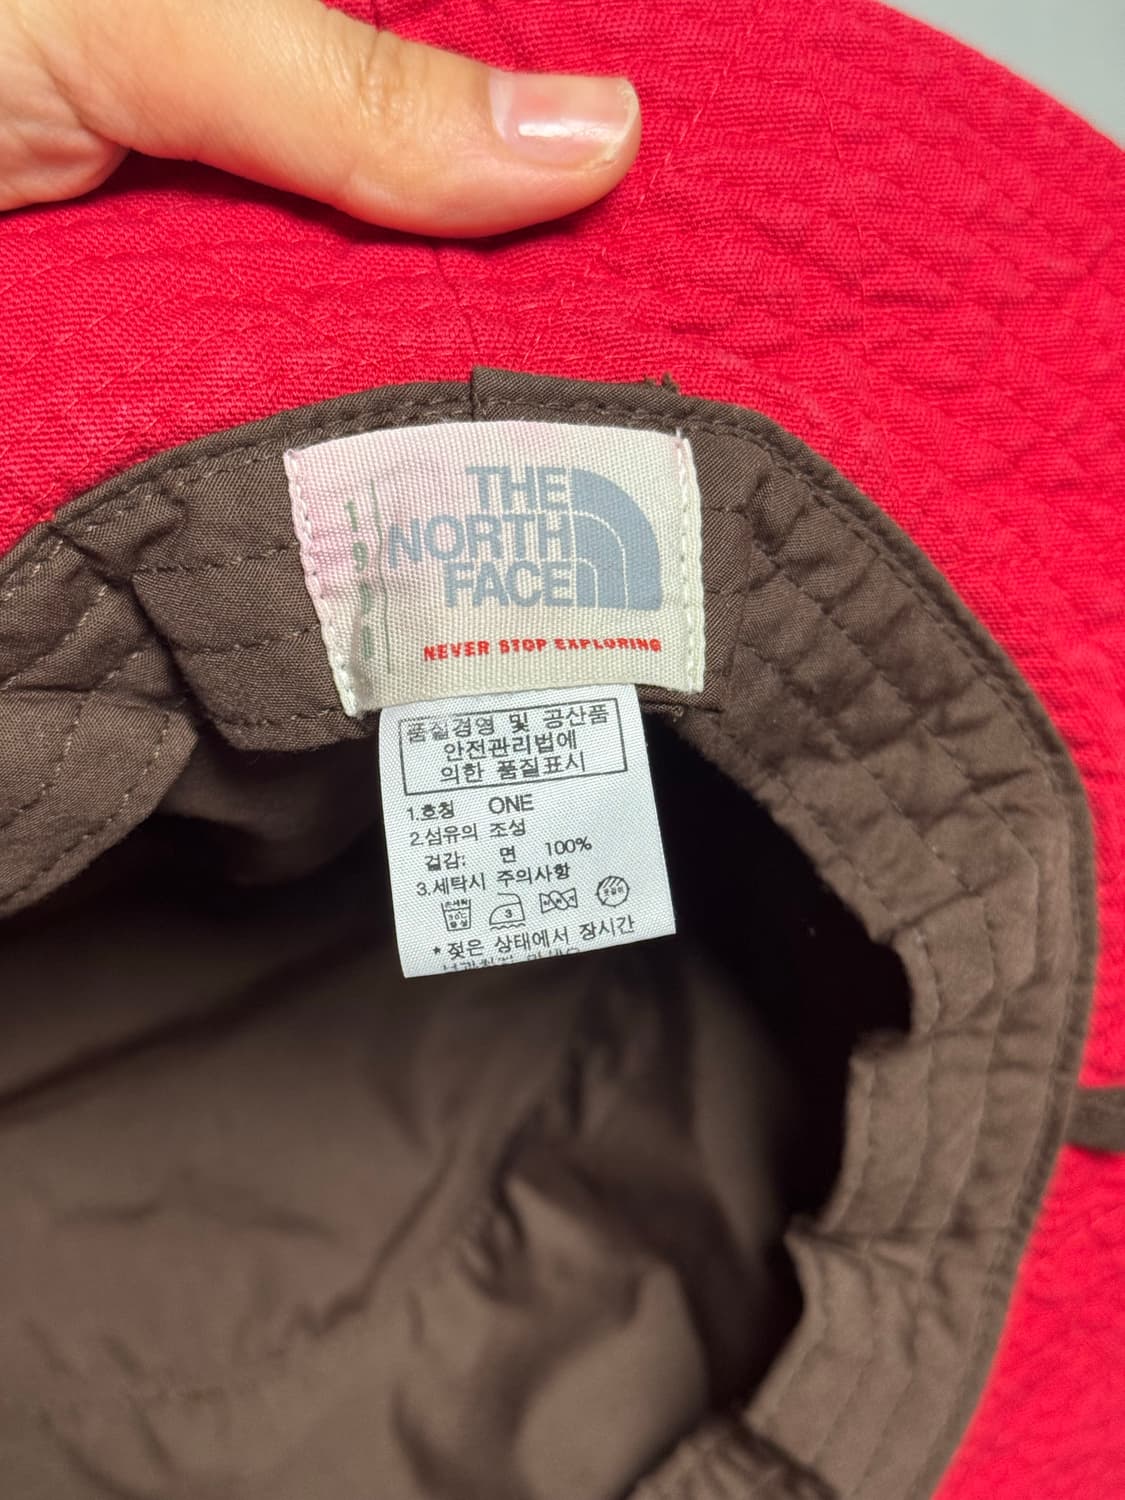 THE
NORTH
FACE
NEVER STOP EXPLORING
품질경영 및 공산품
안전관리법에
의한 품질표시
1.호칭 ONE
2.섬유의 조성
겉감: 면 100%
3.세탁시 주의사항
30℃
3
*젖은 상태에서 장시간